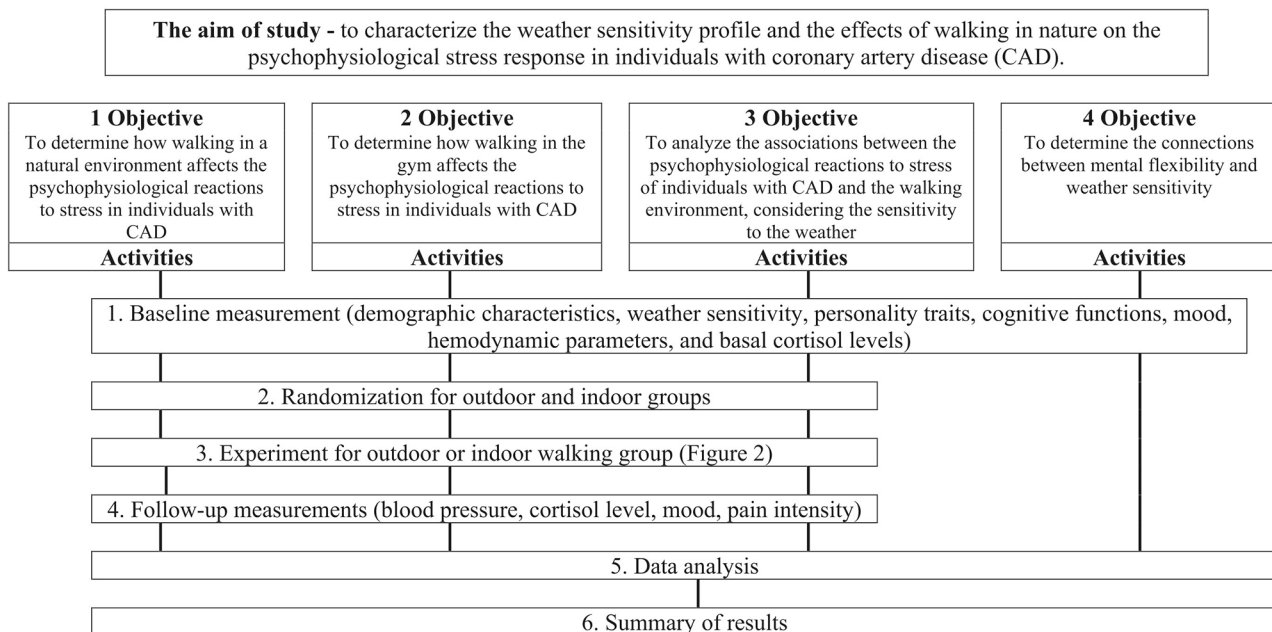 The aim of study - to characterize the weather sensitivity profile and the effects of walking in nature on the
psychophysiological stress response in individuals with coronary artery disease (CAD).
1 Objective
To determine how walking in a
natural environment affects the
psychophysiological reactions
to stress in individuals with
CAD
Activities
2 Objective
To determine how walking in the
gym affects the
psychophysiological reactions to
stress in individuals with CAD
Activities
3 Objective
To analyze the associations between the
psychophysiological reactions to stress
of individuals with CAD and the walking
environment, considering the sensitivity
to the weather
Activities
4 Objective
To determine the connections
between mental flexibility and
weather sensitivity
Activities
1. Baseline measurement (demographic characteristics, weather sensitivity, personality traits, cognitive functions, mood,
hemodynamic parameters, and basal cortisol levels)
2. Randomization for outdoor and indoor groups
3. Experiment for outdoor or indoor walking group (Figure 2)
4. Follow-up measurements (blood pressure, cortisol level, mood, pain intensity)
5. Data analysis
6. Summary of results